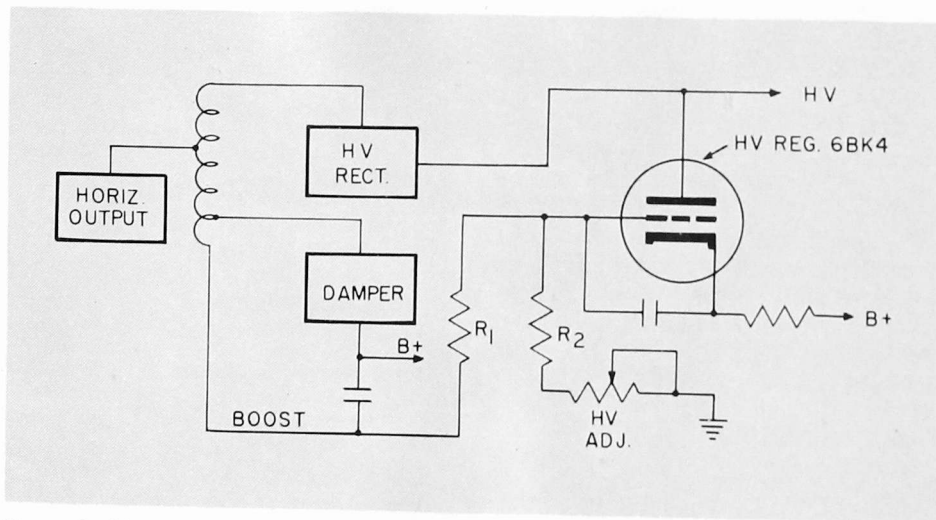 HV
HV REG. 6BK4
HV
RECT.
HORIZ.
OUTPUT
DAMPER
R1
R2
B+
B+
BOOST
HV
ADJ.